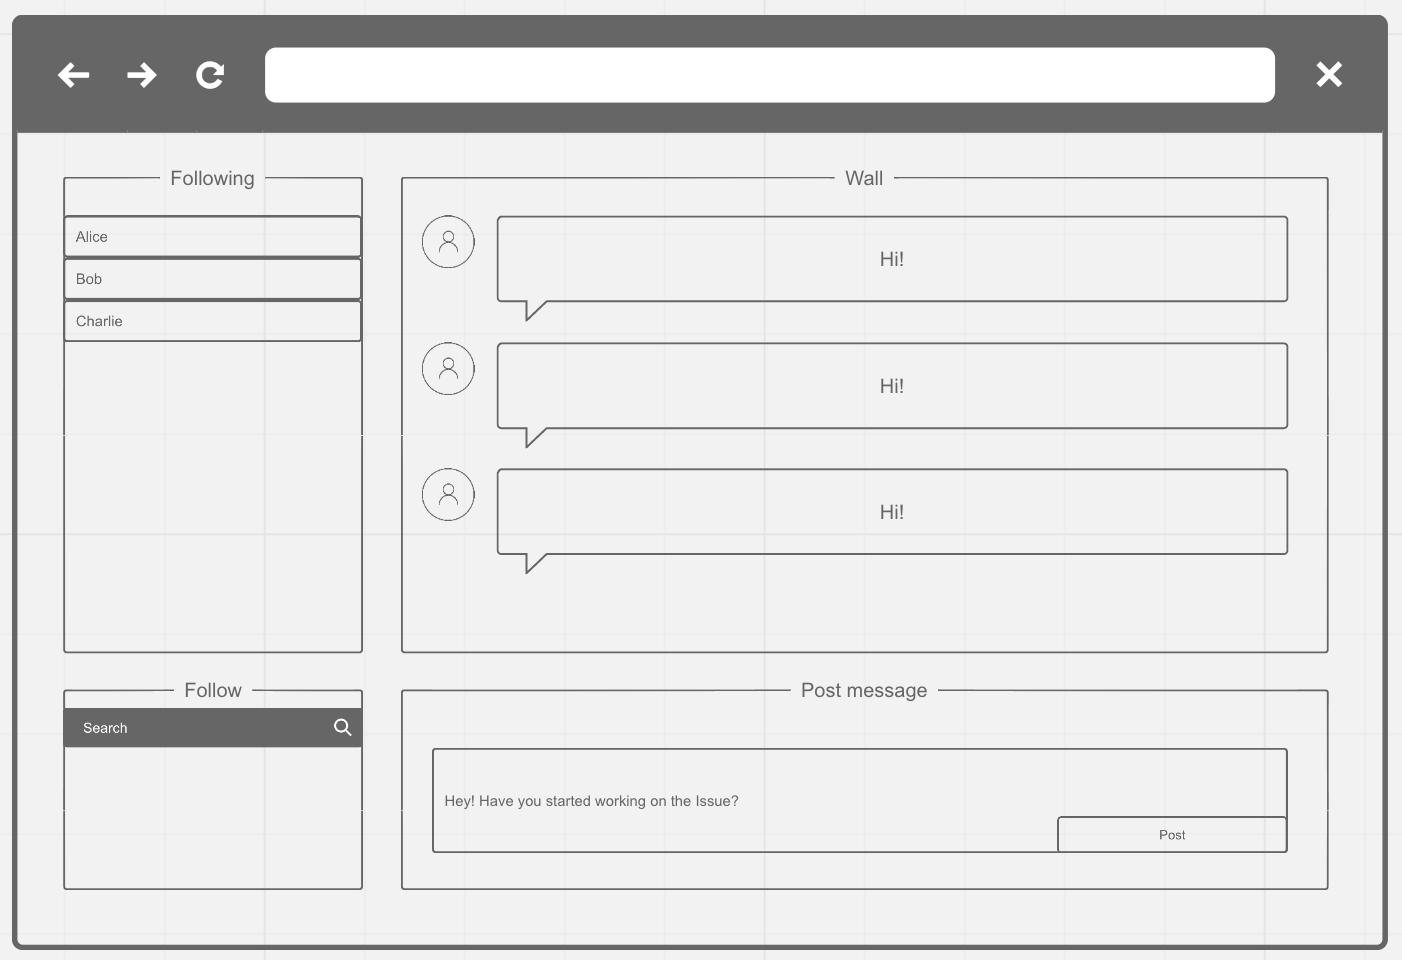 Following
Alice
Bob
Charlie
Wall
Hi!
Hi!
Hi!
Follow
Search
Post message
Hey! Have you started working on the Issue?
Post